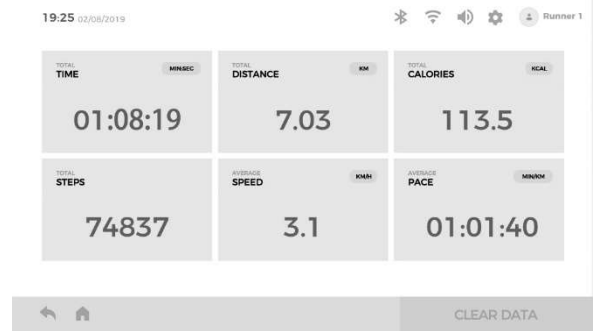 19:25 02/08/2019
Runner 1
TOTAL
TIME
MIN:SEC
01:08:19
TOTAL
DISTANCE
KM
7.03
TOTAL
CALORIES
KCAL
113.5
TOTAL
STEPS
74837
AVERAGE
SPEED
KM/H
3.1
AVERAGE
PACE
MIN/KM
01:01:40
CLEAR DATA